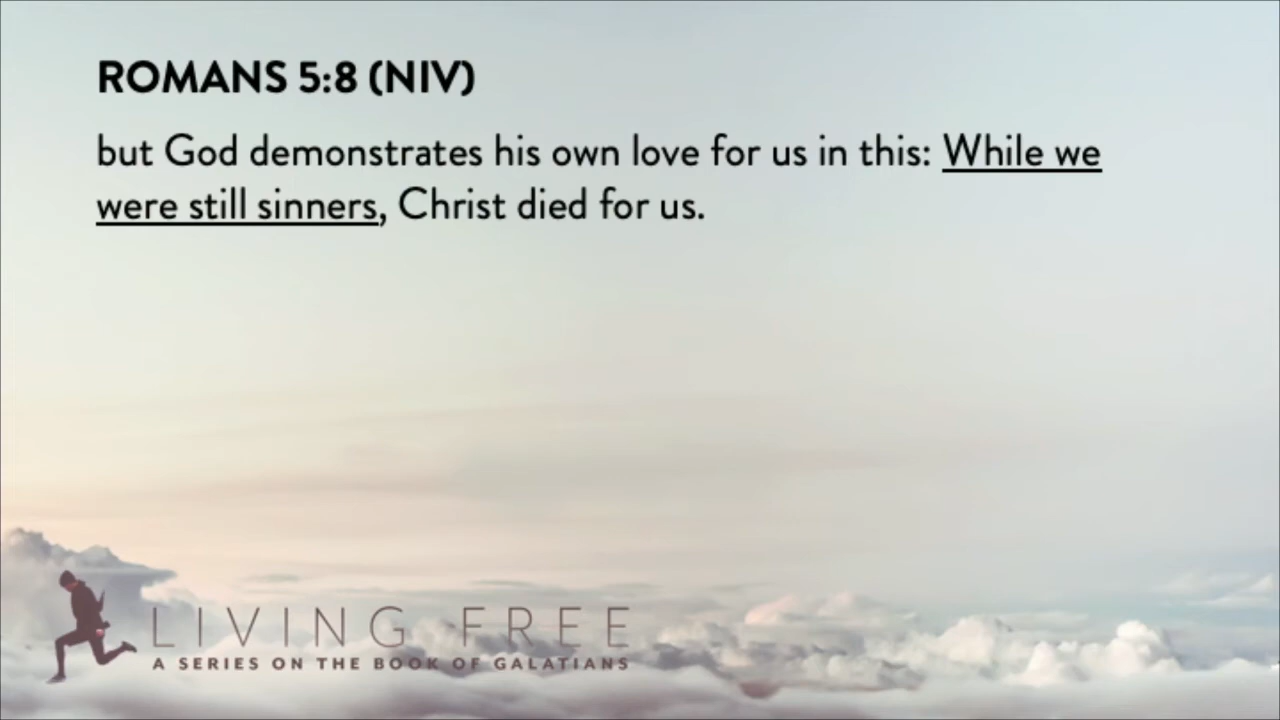 ROMANS 5:8 (NIV)
but God demonstrates his own love for us in this: While we
were still sinners, Christ died for us.
LIVING FREE
A SERIES ON THE BOOK OF GALATIANS